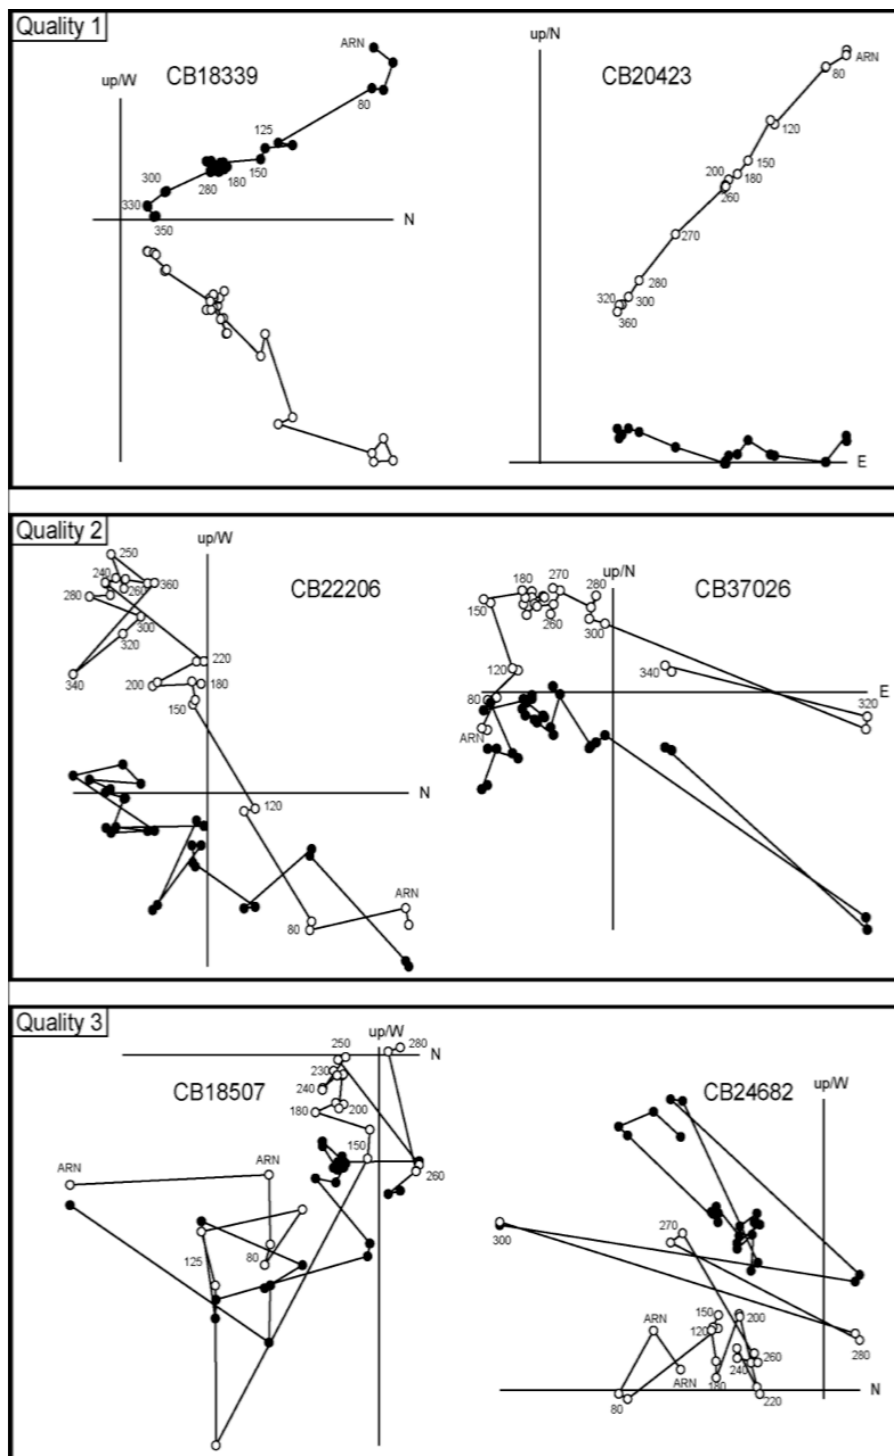 Quality 1
up/W
CB18339
ARN
80
125
150
180
280
300
330
350
N
up/N
CB20423
ARN
80
120
150
180
200
260
270
280
300
320
360
E
Quality 2
up/W
CB22206
250
240
260
360
280
300
320
340
220
200
180
150
120
N
ARN
80
up/N
CB37026
180
270
280
150
260
300
120
340
80
E
320
ARN
Quality 3
up/W
CB18507
250
280
N
230
240
180
200
150
260
ARN
ARN
125
80
up/W
CB24682
300
270
150
200
120
ARN
280
260
240
ARN
180
220
80
N